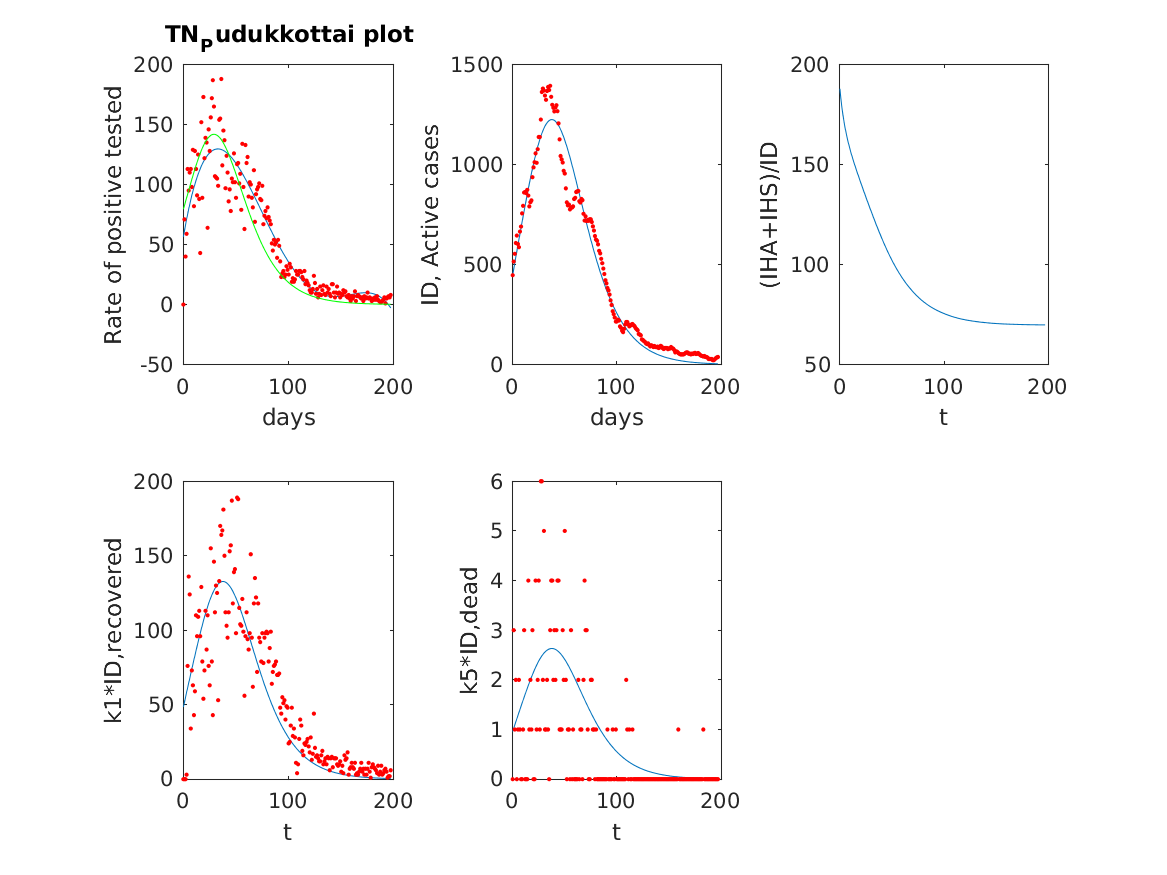 TNPudukkottai plot
200
150
100
50
0
-50
0 100 200
days
Rate of positive tested
1500
1000
500
0
0 100 200
days
ID, Active cases
200
150
100
50
0 100 200
t
(IHA+IHS)/ID
200
150
100
50
0
0 100 200
t
k1*ID,recovered
6
5
4
3
2
1
0
0 100 200
t
k5*ID,dead